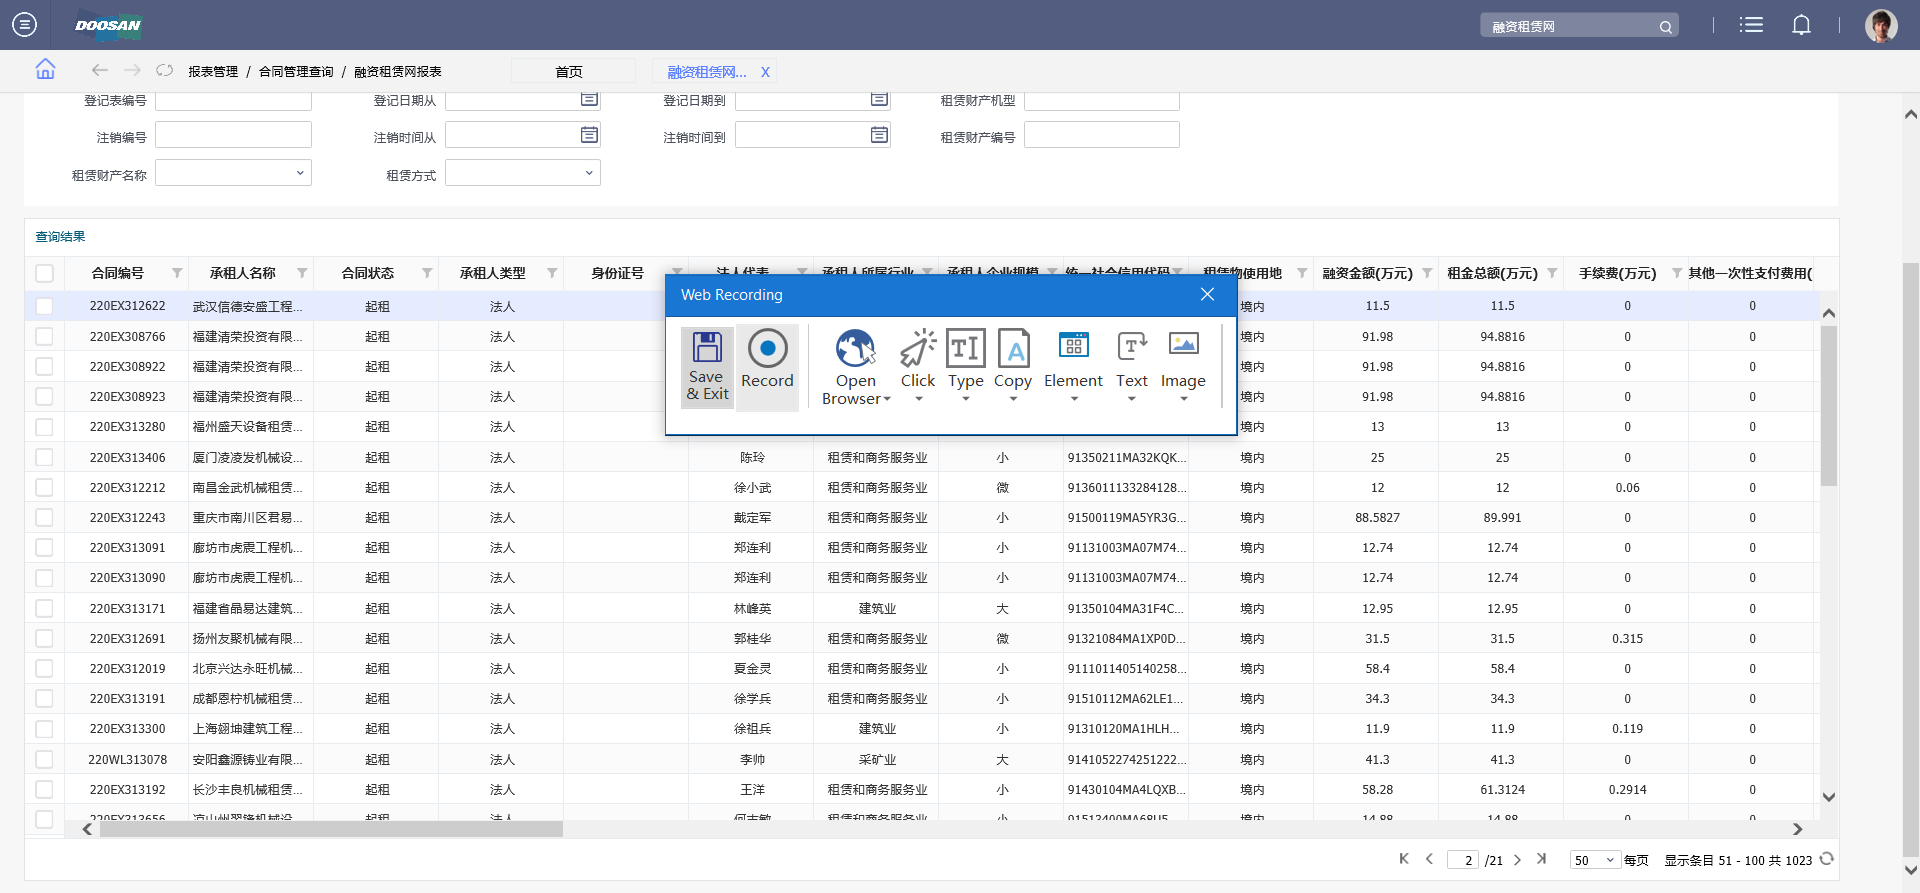 DOOSAN 融资租赁网
报表管理 / 合同管理查询 / 融资租赁网报表 首页 融资租赁网... X
登记表编号 登记日期从 登记日期到 租赁财产机型
注销编号 注销时间从 注销时间到 租赁财产编号
租赁财产名称 租赁方式
查询结果
合同编号 承租人名称 合同状态 承租人类型 身份证号 法人代表 承租人所属行业 承租人企业规模 统一社会信用代码 租赁物使用地 融资金额(万元) 租金总额(万元) 手续费(万元) 其他一次性支付费用(
Web Recording
Save & Exit Record Open Browser Click Type Copy Element Text Image
220EX312622 武汉信德安盛工程... 起租 法人 境内 11.5 11.5 0 0
220EX308766 福建清荣投资有限... 起租 法人 境内 91.98 94.8816 0 0
220EX308922 福建清荣投资有限... 起租 法人 境内 91.98 94.8816 0 0
220EX308923 福建清荣投资有限... 起租 法人 境内 91.98 94.8816 0 0
220EX313280 福州盛天设备租赁... 起租 法人 境内 13 13 0 0
220EX313406 厦门凌凌发机械设... 起租 法人 陈玲 租赁和商务服务业 小 91350211MA32KQK... 境内 25 25 0 0
220EX312212 南昌金武机械租赁... 起租 法人 徐小武 租赁和商务服务业 微 9136011133284128... 境内 12 12 0.06 0
220EX312243 重庆市南川区君易... 起租 法人 戴定军 租赁和商务服务业 小 91500119MA5YR3G... 境内 88.5827 89.991 0 0
220EX313091 廊坊市虎震工程机... 起租 法人 郑连利 租赁和商务服务业 小 91131003MA07M74... 境内 12.74 12.74 0 0
220EX313090 廊坊市虎震工程机... 起租 法人 郑连利 租赁和商务服务业 小 91131003MA07M74... 境内 12.74 12.74 0 0
220EX313171 福建省晶易达建筑... 起租 法人 林峰英 建筑业 大 91350104MA31F4C... 境内 12.95 12.95 0 0
220EX312691 扬州友聚机械有限... 起租 法人 郭桂华 租赁和商务服务业 微 91321084MA1XP0D... 境内 31.5 31.5 0.315 0
220EX312019 北京兴达永旺机械... 起租 法人 夏金灵 租赁和商务服务业 小 9111011405140258... 境内 58.4 58.4 0 0
220EX313191 成都恩柠机械租赁... 起租 法人 徐学兵 租赁和商务服务业 小 91510112MA62LE1... 境内 34.3 34.3 0 0
220EX313300 上海翃坤建筑工程... 起租 法人 徐祖兵 建筑业 小 91310120MA1HLH... 境内 11.9 11.9 0.119 0
220WL313078 安阳鑫源铸业有限... 起租 法人 李帅 采矿业 大 9141052274251222... 境内 41.3 41.3 0 0
220EX313192 长沙丰良机械租赁... 起租 法人 王洋 租赁和商务服务业 小 91430104MA4LQXB... 境内 58.28 61.3124 0.2914 0
220EX313656 起租 法人 租赁和商务服务业 小 境内 14.88 14.88 0 0
2 /21 50 每页 显示条目 51 - 100 共 1023